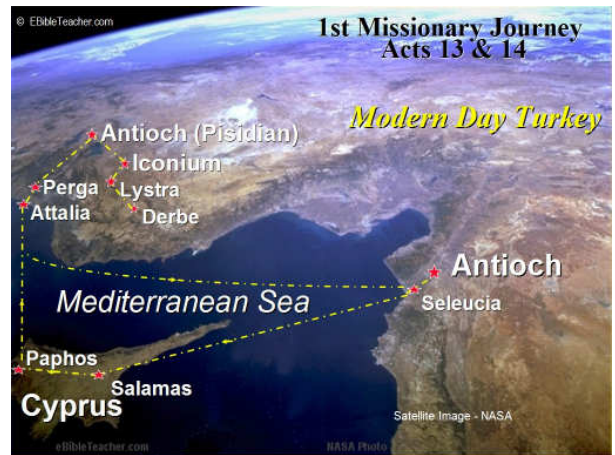 © EBibleTeacher.com
1st Missionary Journey
Acts 13 & 14
Modern Day Turkey
Antioch (Pisidian)
Iconium
Perga
Lystra
Attalia
Derbe
Antioch
Mediterranean Sea
Seleucia
Paphos
Salamas
Cyprus
Satellite Image - NASA
eBibleTeacher.com
NASA Photo